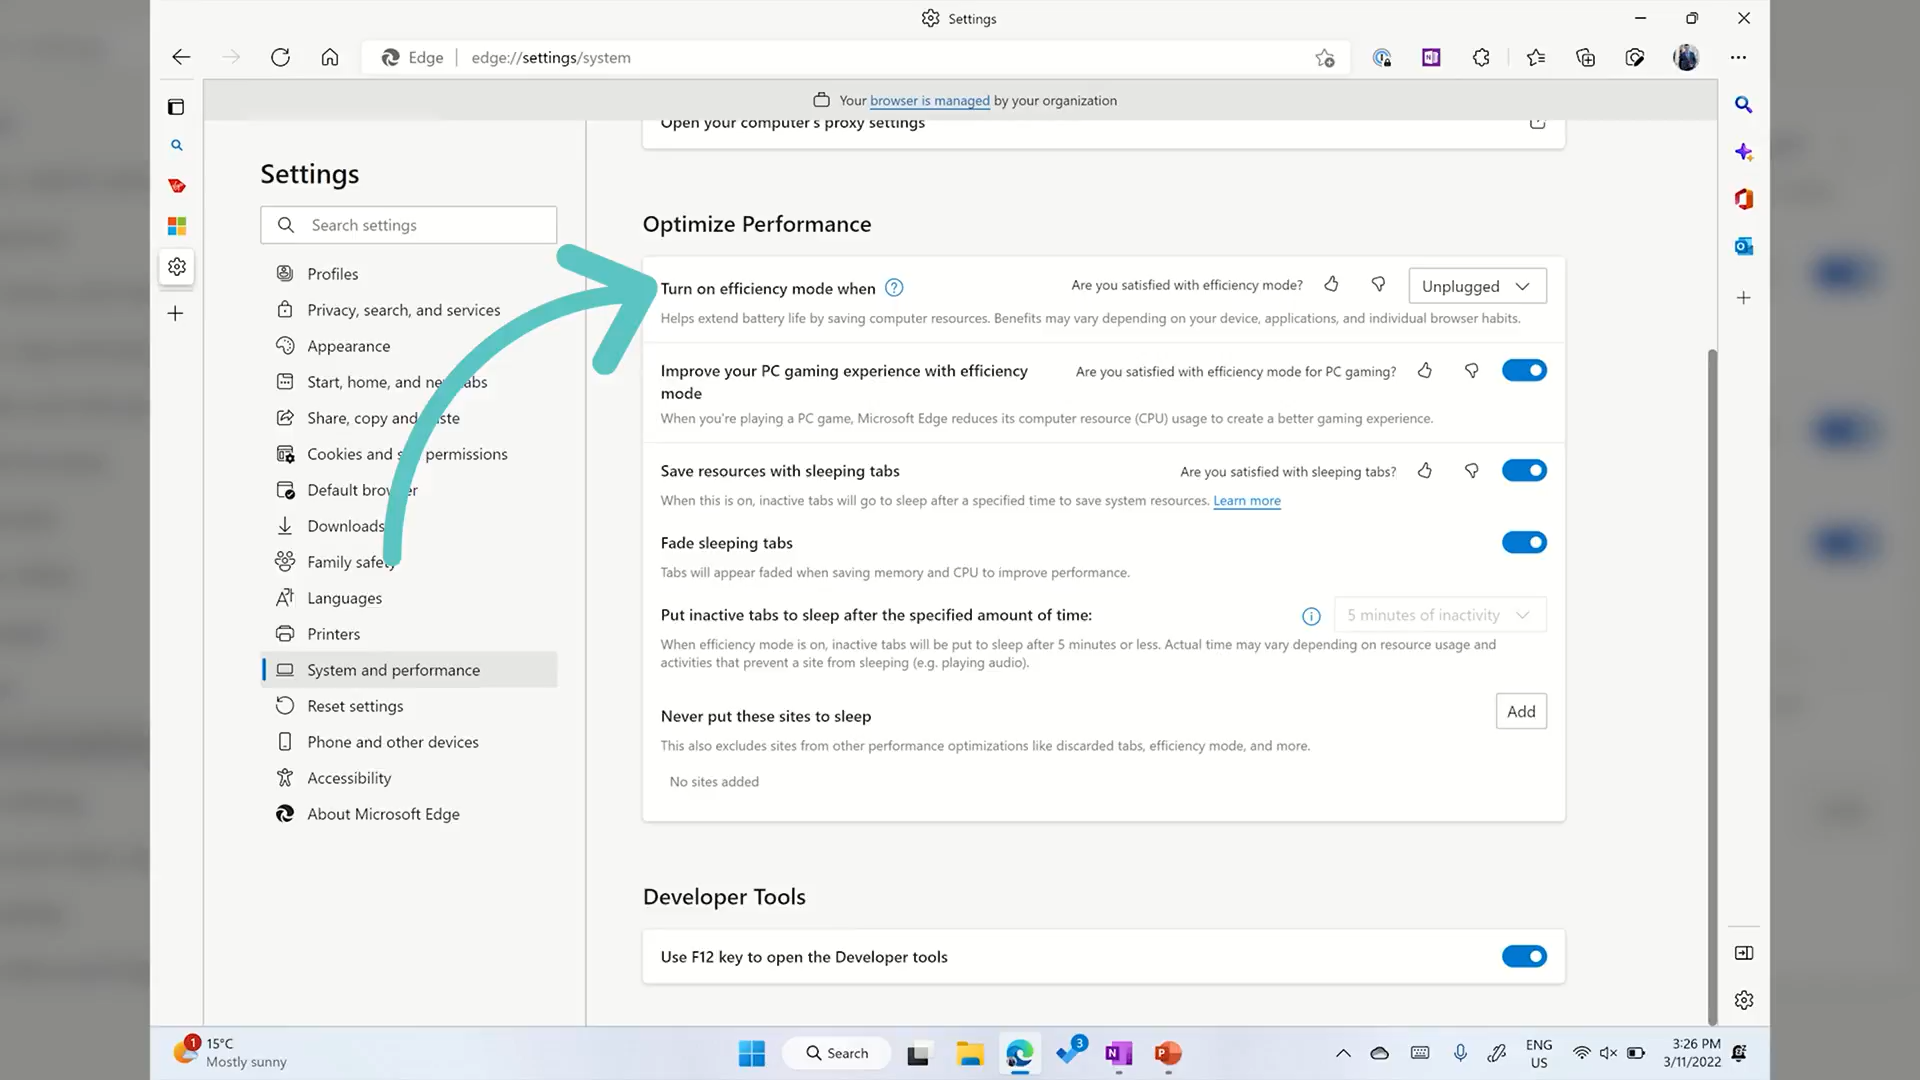 Settings
Edge
edge://settings/system
Your browser is managed by your organization
Open your computer's proxy settings
Settings
Search settings
Profiles
Privacy, search, and services
Appearance
Start, home, and new tabs
Share, copy and paste
Cookies and site permissions
Default browser
Downloads
Family safety
Languages
Printers
System and performance
Reset settings
Phone and other devices
Accessibility
About Microsoft Edge
Optimize Performance
Turn on efficiency mode when
Are you satisfied with efficiency mode?
Unplugged
Helps extend battery life by saving computer resources. Benefits may vary depending on your device, applications, and individual browser habits.
Improve your PC gaming experience with efficiency
mode
Are you satisfied with efficiency mode for PC gaming?
When you're playing a PC game, Microsoft Edge reduces its computer resource (CPU) usage to create a better gaming experience.
Save resources with sleeping tabs
Are you satisfied with sleeping tabs?
When this is on, inactive tabs will go to sleep after a specified time to save system resources. Learn more
Fade sleeping tabs
Tabs will appear faded when saving memory and CPU to improve performance.
Put inactive tabs to sleep after the specified amount of time:
5 minutes of inactivity
When efficiency mode is on, inactive tabs will be put to sleep after 5 minutes or less. Actual time may vary depending on resource usage and
activities that prevent a site from sleeping (e.g. playing audio).
Never put these sites to sleep
Add
This also excludes sites from other performance optimizations like discarded tabs, efficiency mode, and more.
No sites added
Developer Tools
Use F12 key to open the Developer tools
1
15°C
Mostly sunny
Search
3
N
P
ENG
US
3:26 PM
3/11/2022